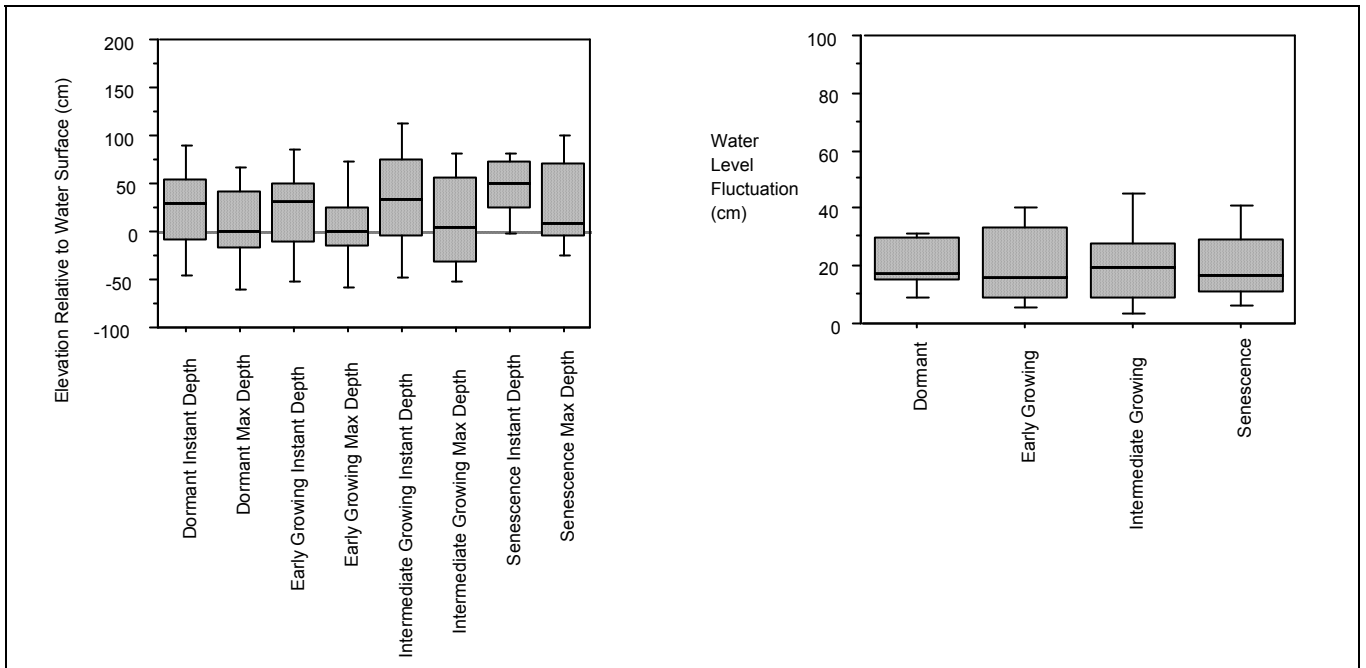 Elevation Relative to Water Surface (cm)
200
150
100
50
0
-50
-100
Dormant Instant Depth
Dormant Max Depth
Early Growing Instant Depth
Early Growing Max Depth
Intermediate Growing Instant Depth
Intermediate Growing Max Depth
Senescence Instant Depth
Senescence Max Depth
Water
Level
Fluctuation
(cm)
100
80
60
40
20
0
Dormant
Early Growing
Intermediate Growing
Senescence